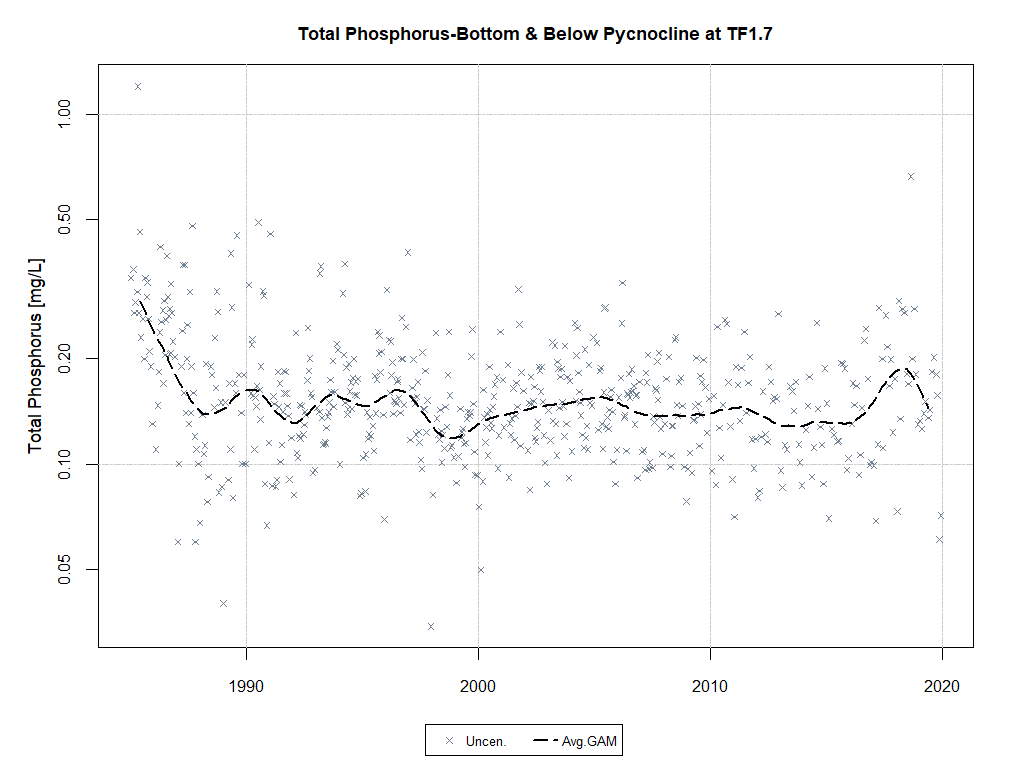 Total Phosphorus-Bottom & Below Pycnocline at TF1.7
Total Phosphorus [mg/L]
1.00
0.50
0.20
0.10
0.05
1990 2000 2010 2020
Uncen. Avg.GAM